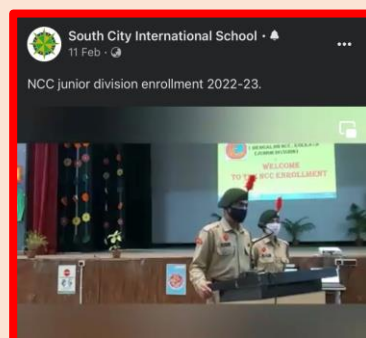 South City International School ·
11 Feb ·
NCC junior division enrollment 2022-23.
WELCOME
TO THE NCC ENROLLMENT